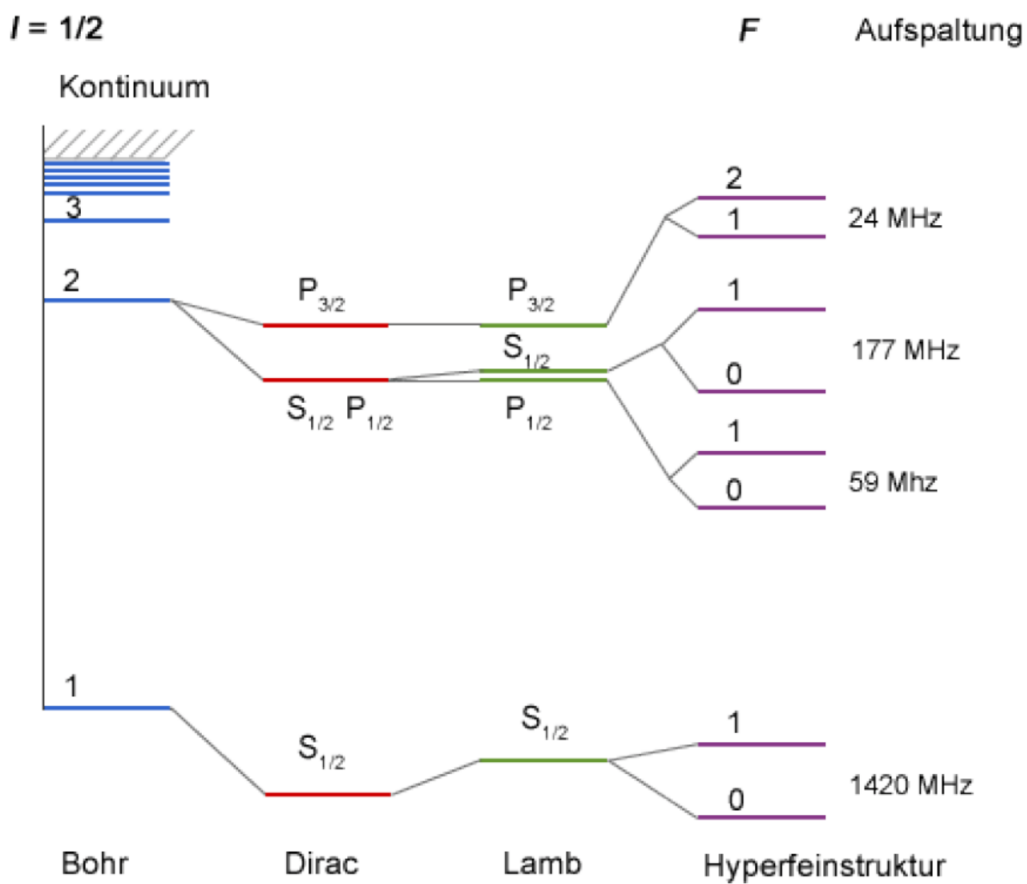 I = 1/2 F Aufspaltung
Kontinuum
2
3 1 24 MHz
2 P3/2 P3/2 1
S1/2 177 MHz
0
S1/2 P1/2 P1/2 1
0 59 Mhz
1 S1/2 1
S1/2
0 1420 MHz
Bohr Dirac Lamb Hyperfeinstruktur